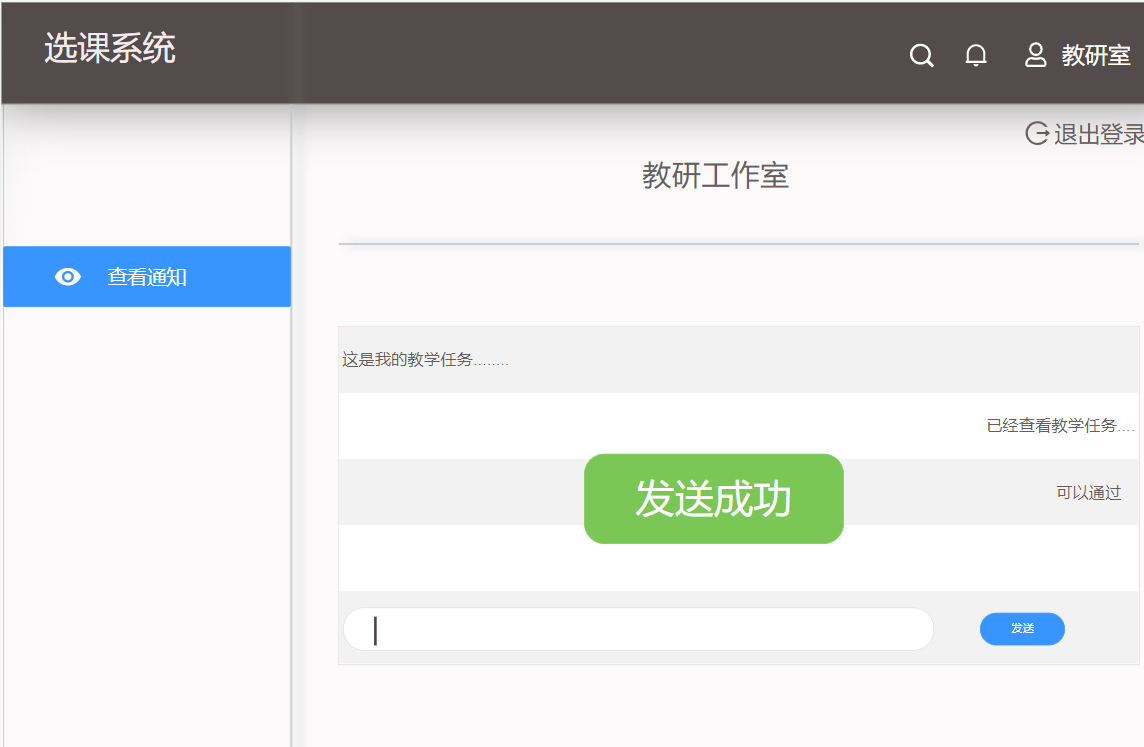 选课系统
教研室
退出登录
教研工作室
查看通知
这是我的教学任务........
已经查看教学任务....
可以通过
发送成功
发送